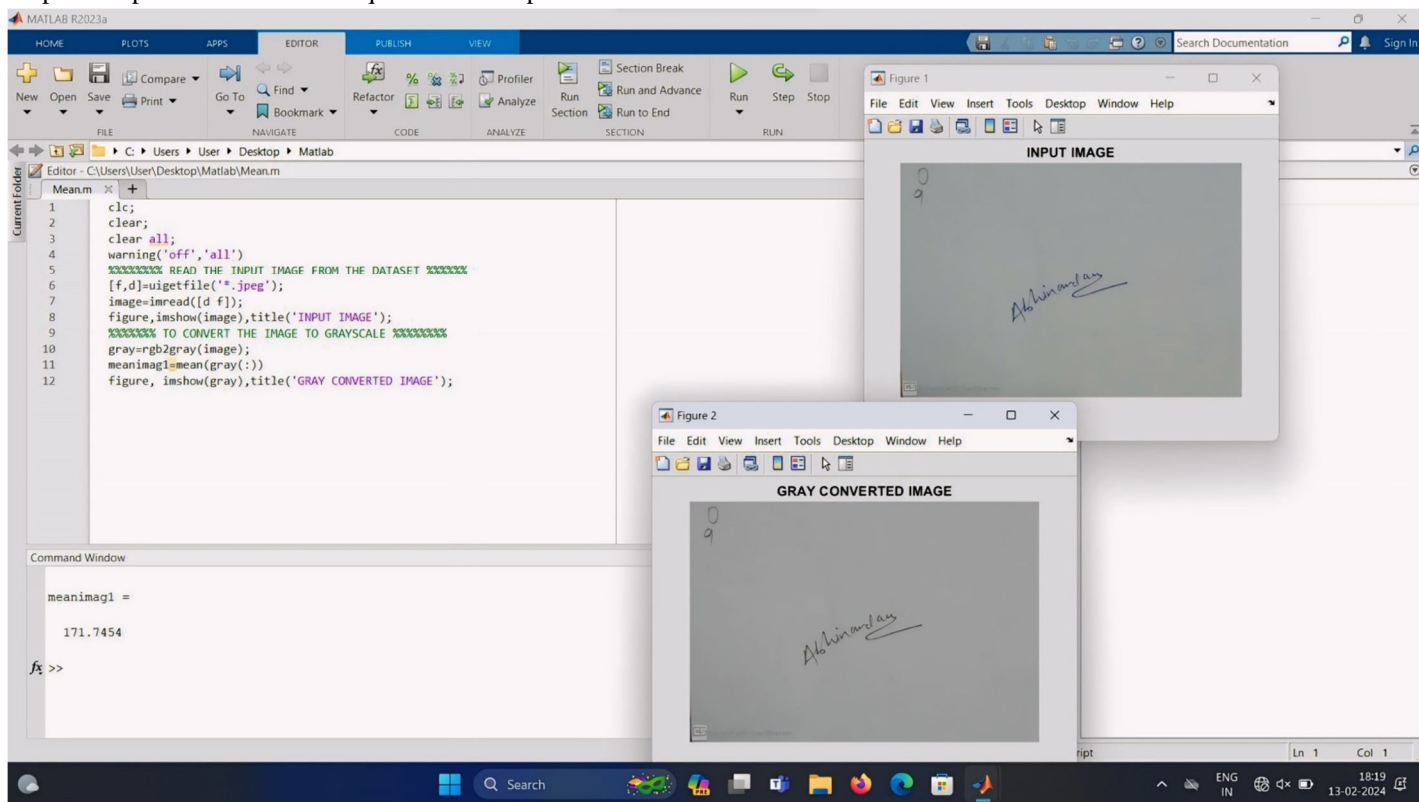 MATLAB R2023a
HOME PLOTS APPS EDITOR PUBLISH VIEW
Search Documentation Sign In
New Open Save Compare Print
Go To Find Bookmark
Refactor
Profiler Analyze
Run Section
Section Break
Run and Advance
Run to End
Run Step Stop
FILE NAVIGATE CODE ANALYZE SECTION RUN
C: Users User Desktop Matlab
Current Folder
Editor - C:\Users\User\Desktop\Matlab\Mean.m
Mean.m
1 clc;
2 clear;
3 clear all;
4 warning('off','all')
5 %%%%%%%% READ THE INPUT IMAGE FROM THE DATASET %%%%%%
6 [f,d]=uigetfile('*.jpeg');
7 image=imread([d f]);
8 figure,imshow(image),title('INPUT IMAGE');
9 %%%%%%% TO CONVERT THE IMAGE TO GRAYSCALE %%%%%%%%
10 gray=rgb2gray(image);
11 meanimag1=mean(gray(:))
12 figure, imshow(gray),title('GRAY CONVERTED IMAGE');
Figure 1
File Edit View Insert Tools Desktop Window Help
INPUT IMAGE
0
9
Abhinandan
Figure 2
File Edit View Insert Tools Desktop Window Help
GRAY CONVERTED IMAGE
0
9
Abhinandan
Command Window
meanimag1 =
171.7454
fx >>
ript
Ln 1 Col 1
Search
PRE
ENG
IN
18:19
13-02-2024